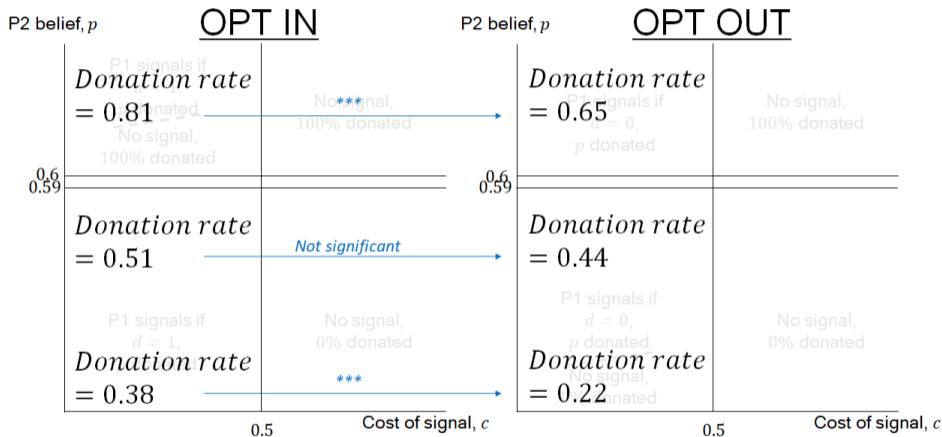 OPT IN
P2 belief, p
P1 signals if
Donation rate
= 0.81
donated
No signal,
100% donated
***
No signal,
100% donated
0.6
0.59
Donation rate
= 0.51
Not significant
P1 signals if
d = 1,
No signal,
0% donated
Donation rate
= 0.38
***
0.5
Cost of signal, c
OPT OUT
P2 belief, p
Donation rate
= 0.65
P1 signals if
d = 0,
p donated
No signal,
100% donated
0.6
0.59
Donation rate
= 0.44
P1 signals if
d = 0,
p donated
No signal,
0% donated
Donation rate
= 0.22
No signal,
donated
0.5
Cost of signal, c